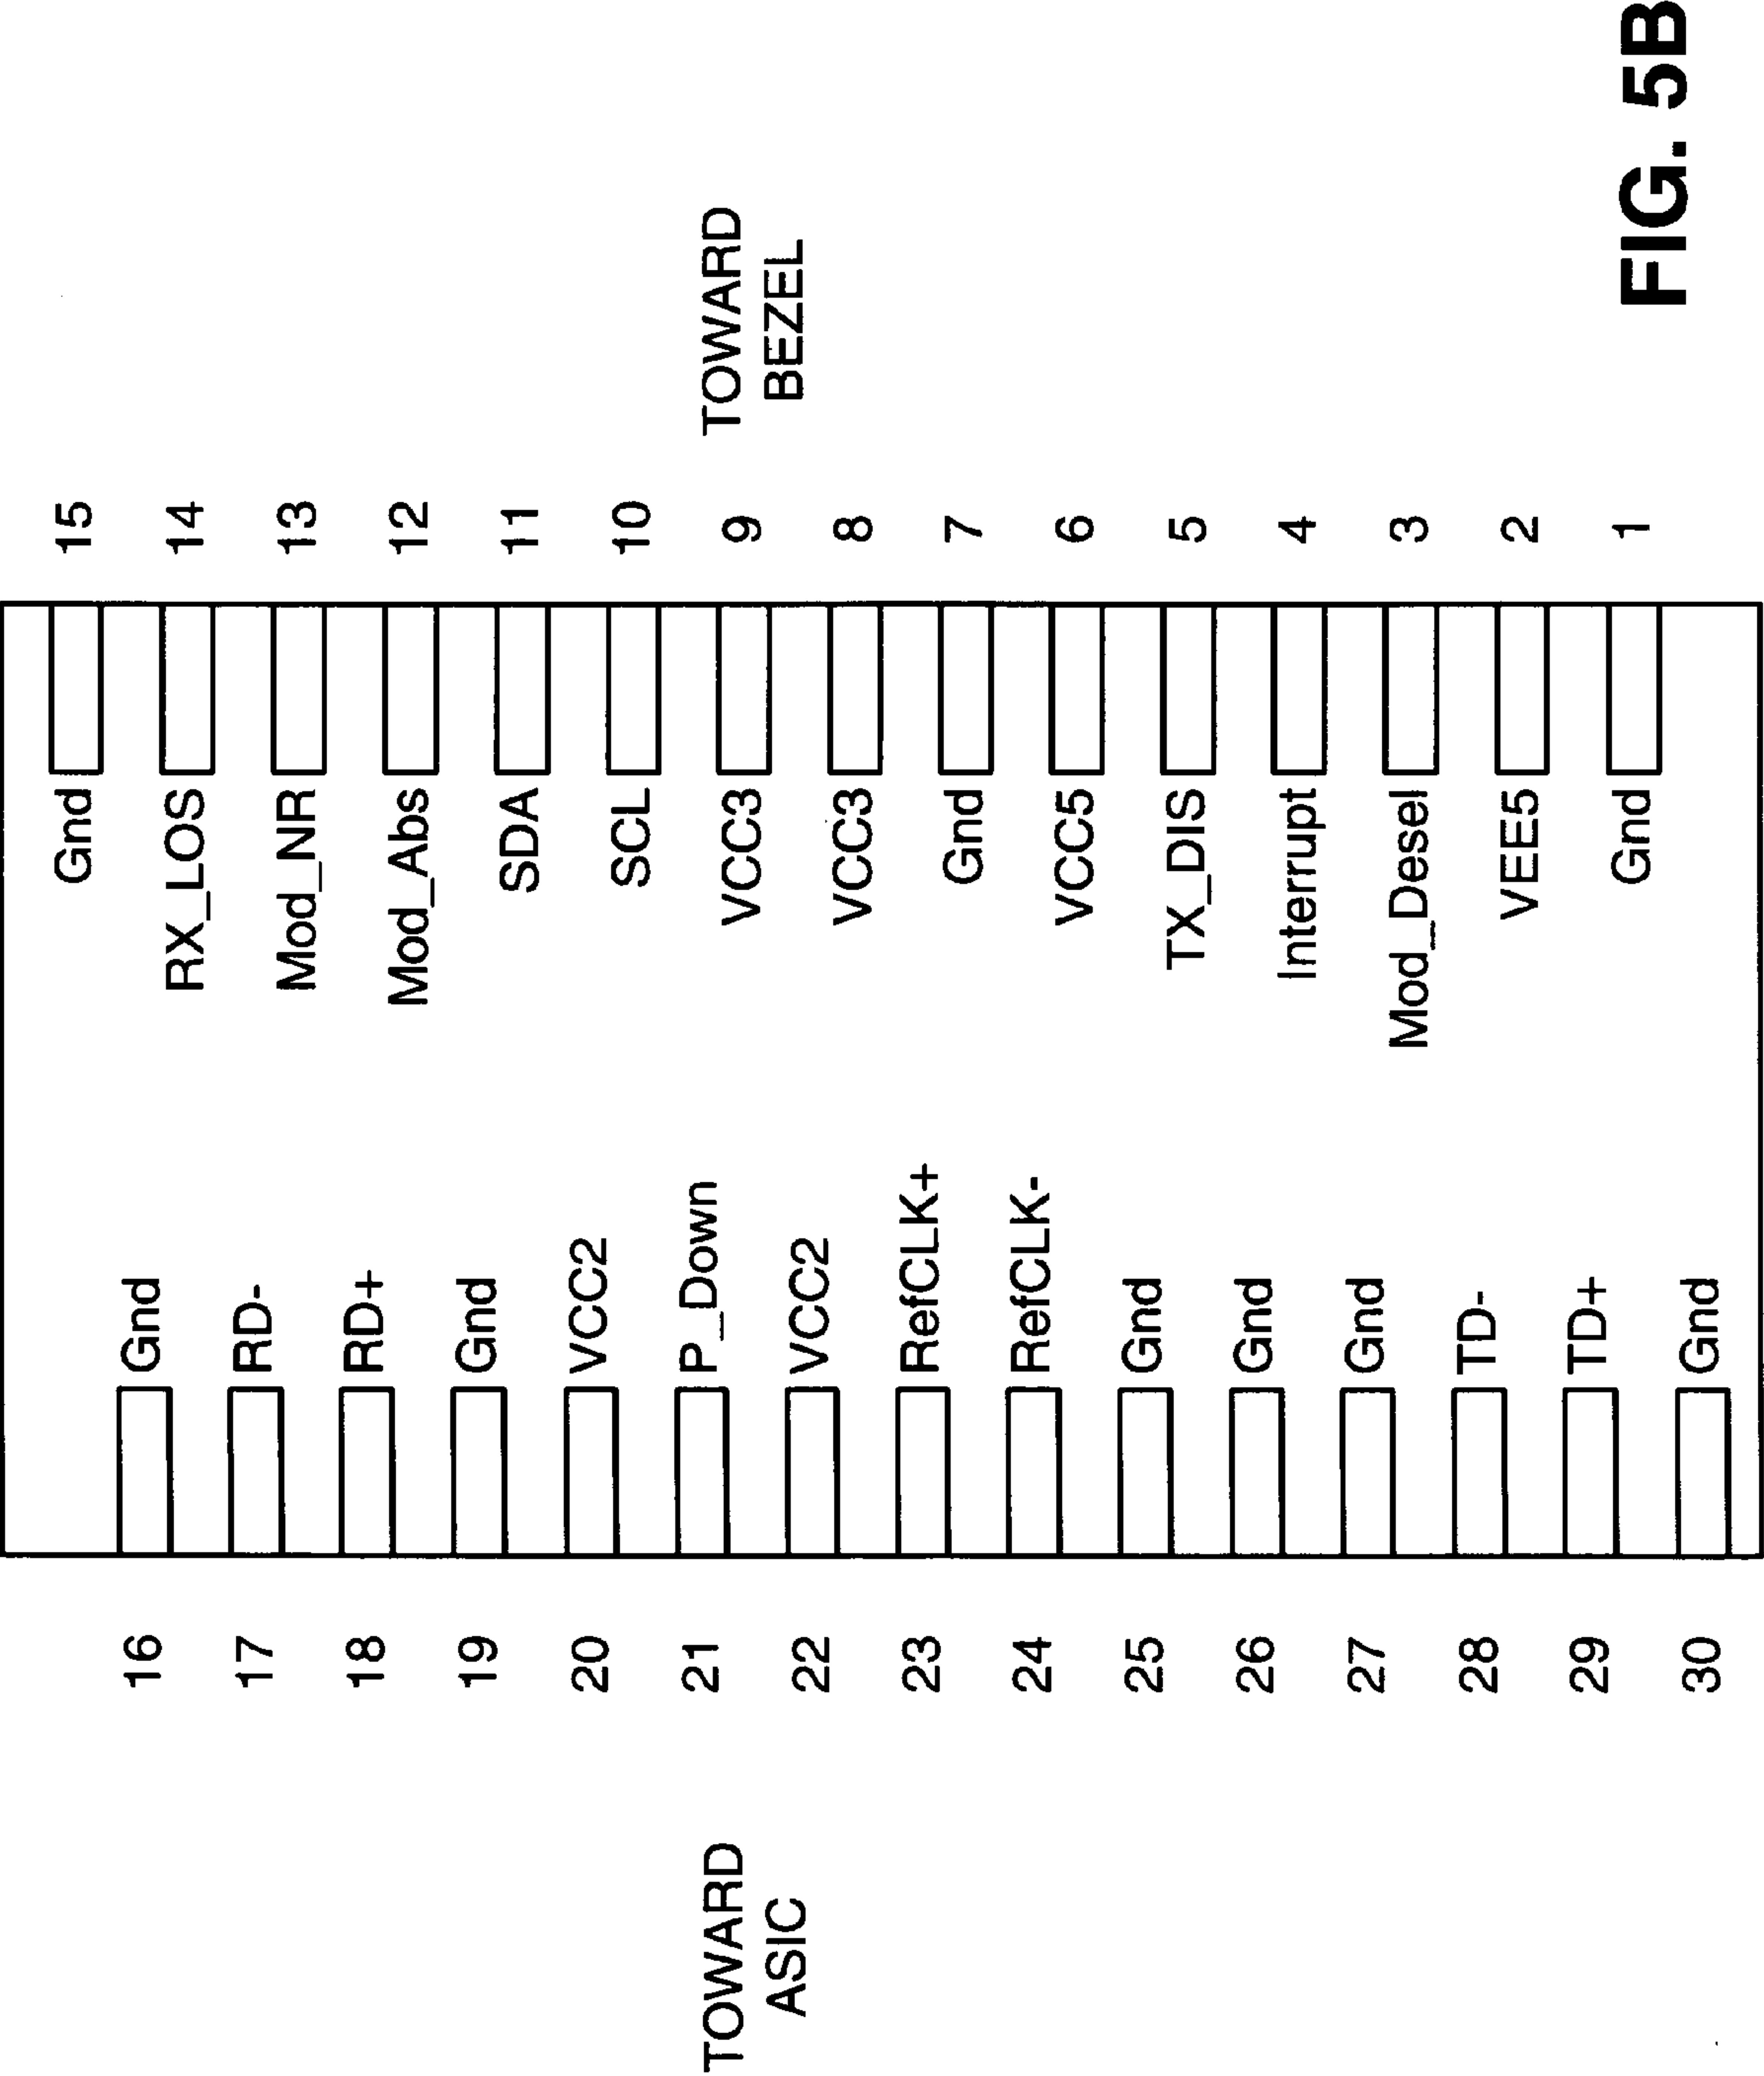 TOWARD
ASIC
16 Gnd
17 RD-
18 RD+
19 Gnd
20 VCC2
21 P_Down
22 VCC2
23 RefCLK+
24 RefCLK-
25 Gnd
26 Gnd
27 Gnd
28 TD-
29 TD+
30 Gnd
Gnd 15
RX_LOS 14
Mod_NR 13
Mod_Abs 12
SDA 11
SCL 10
VCC3 9
VCC3 8
Gnd 7
VCC5 6
TX_DIS 5
Interrupt 4
Mod_Desel 3
VEE5 2
Gnd 1
TOWARD
BEZEL
FIG. 5B